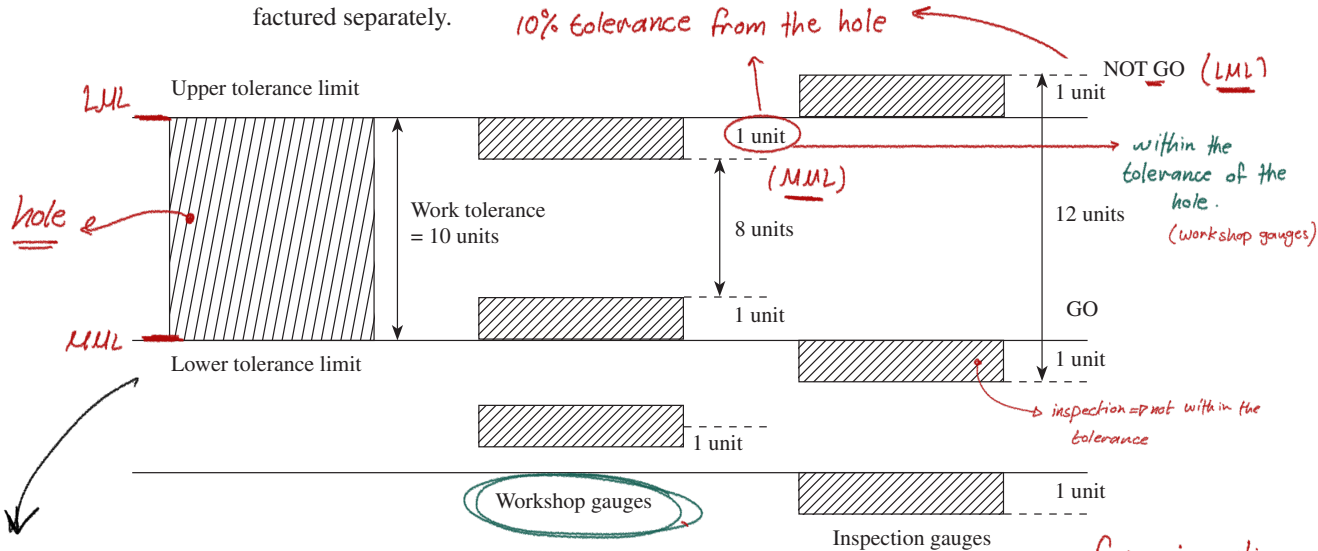 factured separately.
10% tolerance from the hole
NOT GO (LML)
Upper tolerance limit
1 unit
LML
1 unit
within the
tolerance of the
hole.
(workshop gauges)
(MML)
hole
Work tolerance
= 10 units
8 units
12 units
1 unit
GO
MML
Lower tolerance limit
1 unit
inspection => not within the
tolerance
1 unit
Workshop gauges
1 unit
Inspection gauges